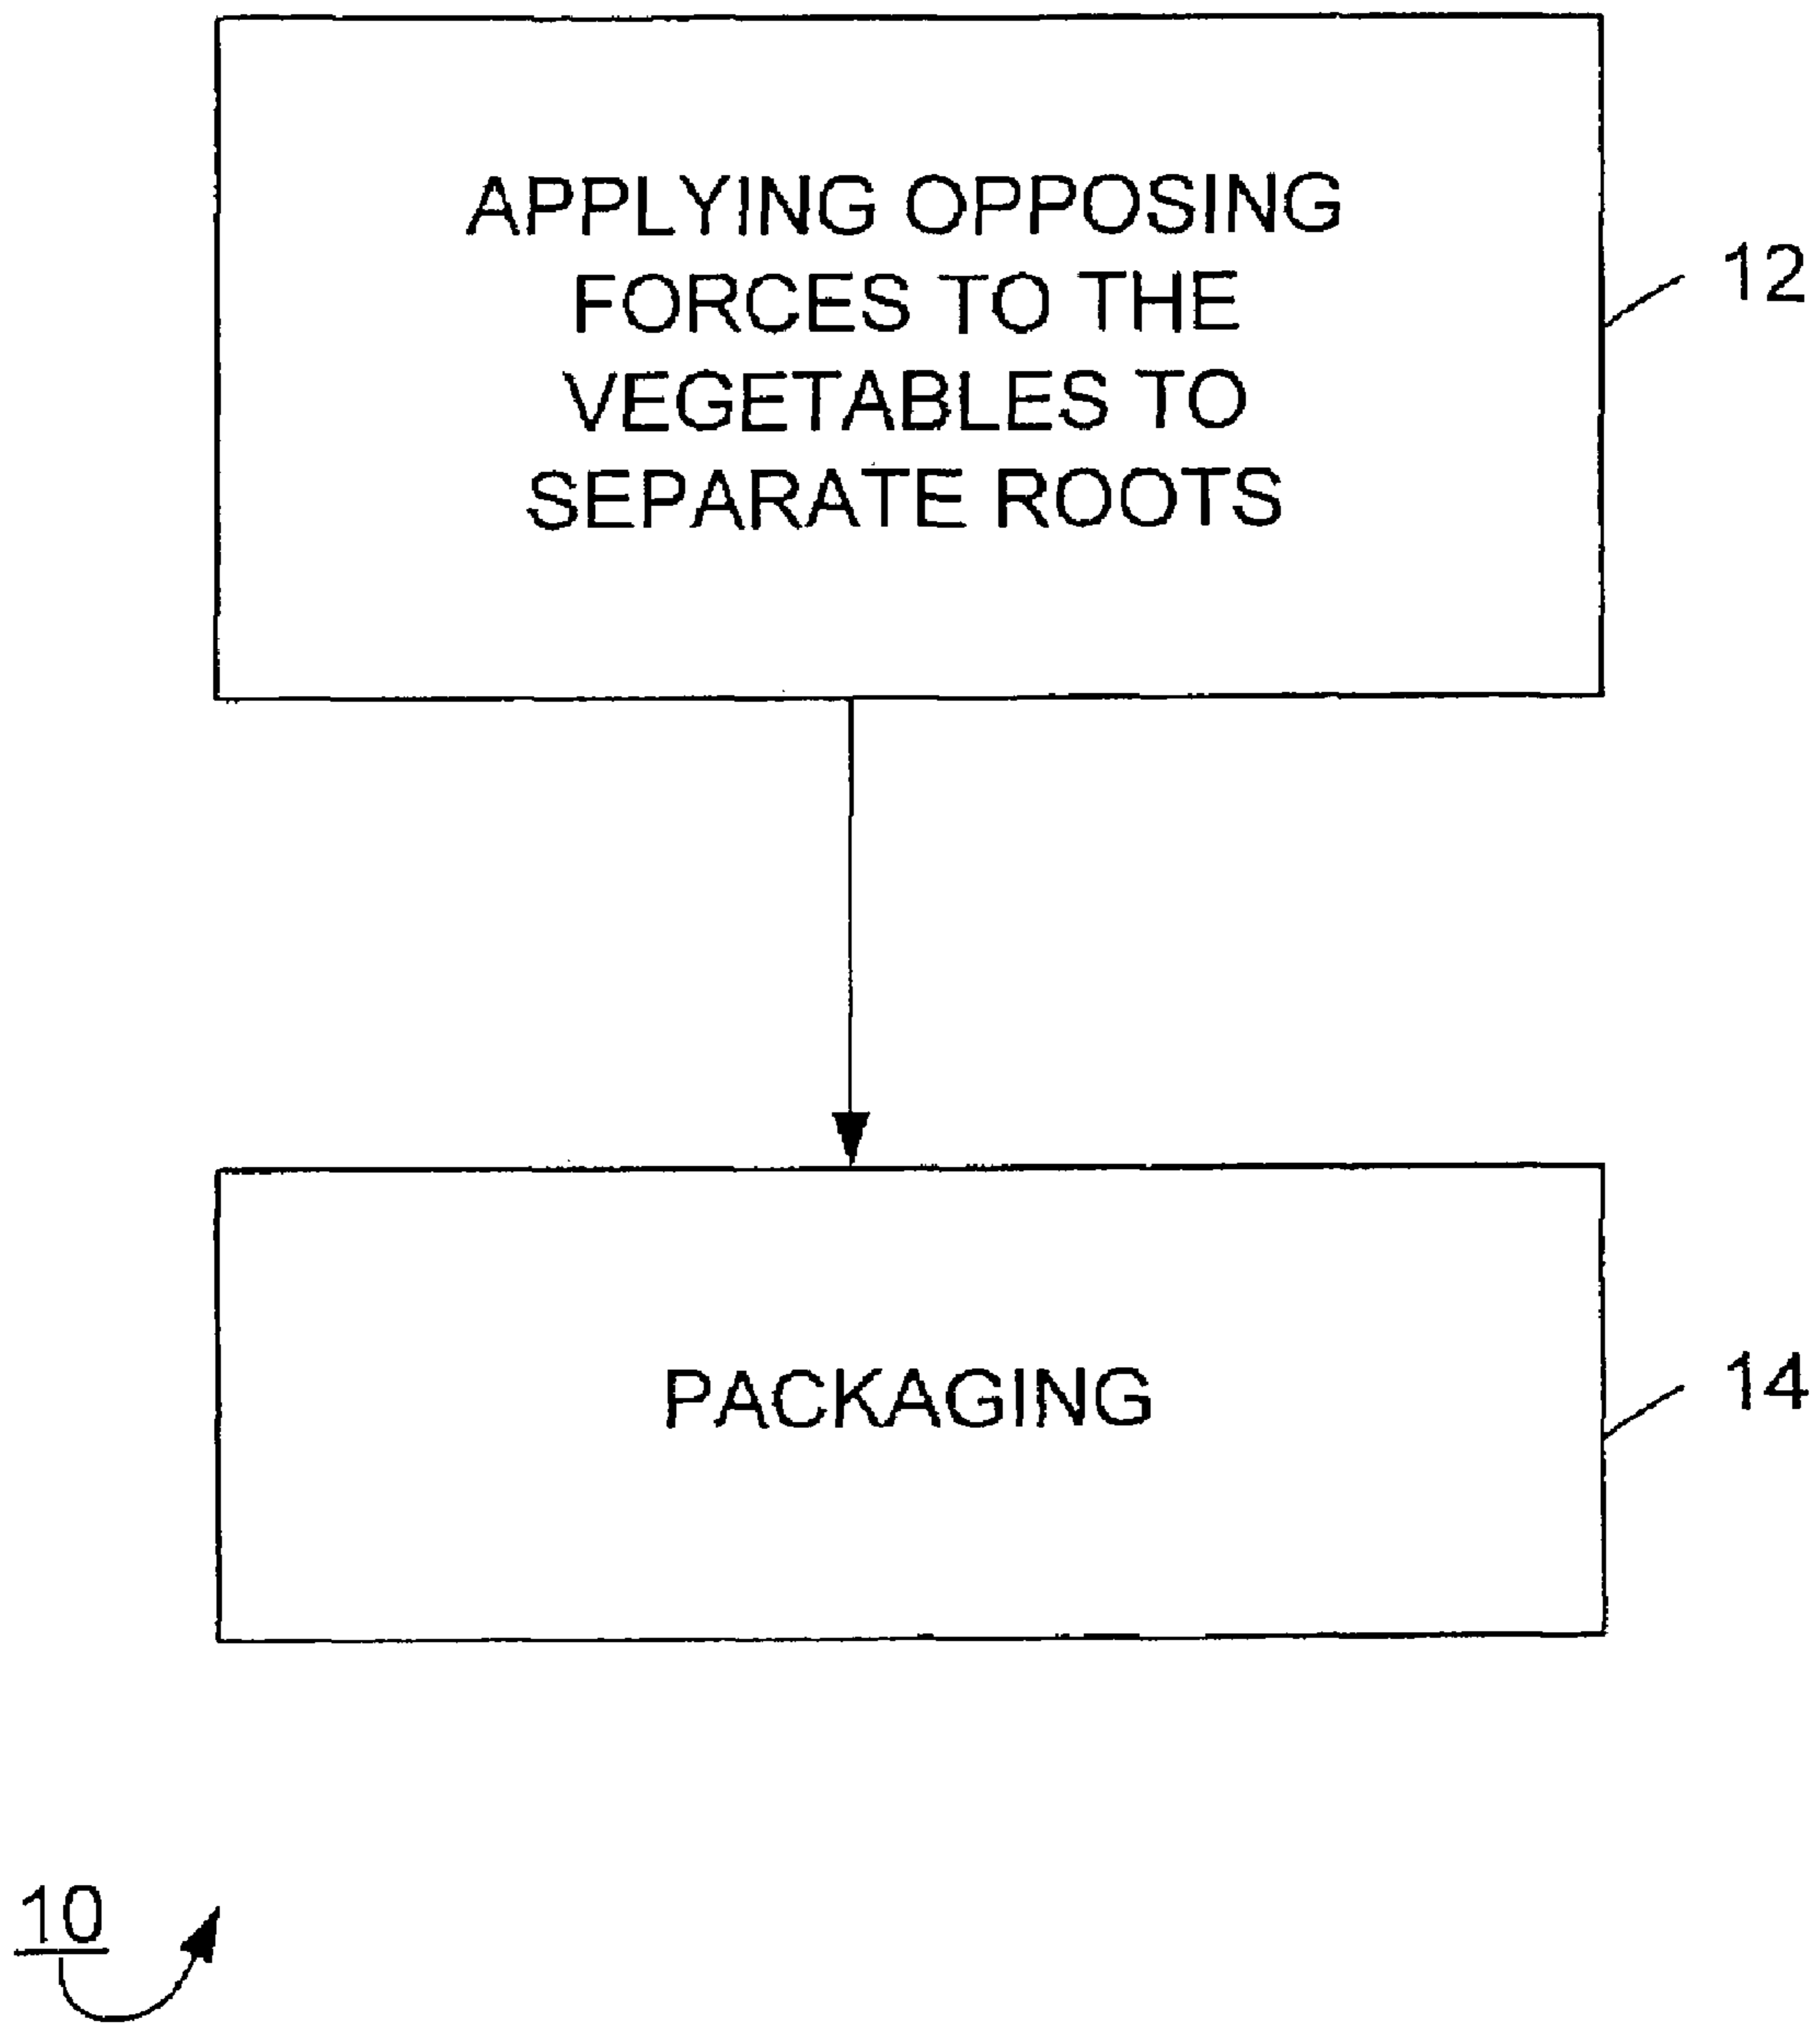 APPLYING OPPOSING
FORCES TO THE
VEGETABLES TO
SEPARATE ROOTS
12
PACKAGING
14
10